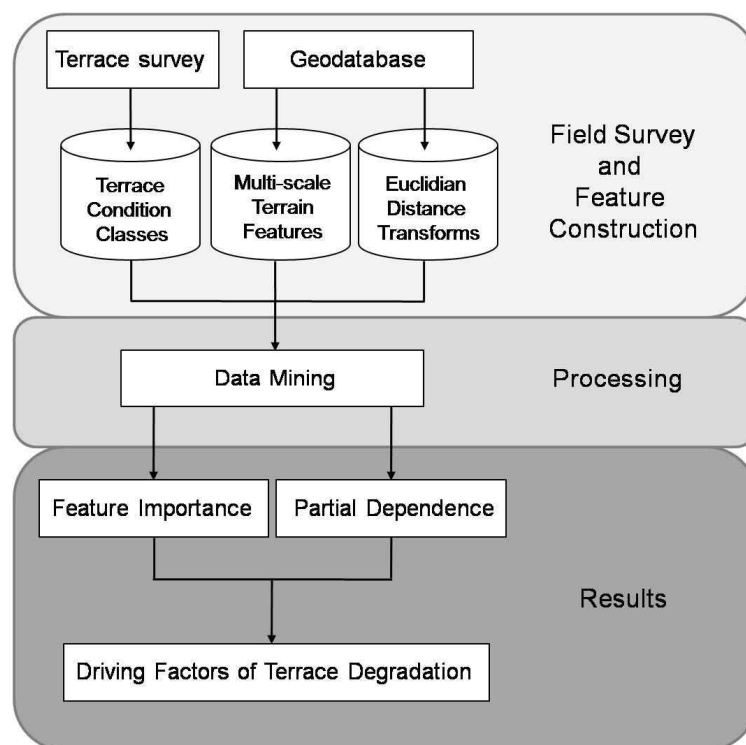 Terrace survey
Geodatabase
Terrace
Condition
Classes
Multi-scale
Terrain
Features
Euclidian
Distance
Transforms
Field Survey
and
Feature
Construction
Data Mining
Processing
Feature Importance
Partial Dependence
Results
Driving Factors of Terrace Degradation